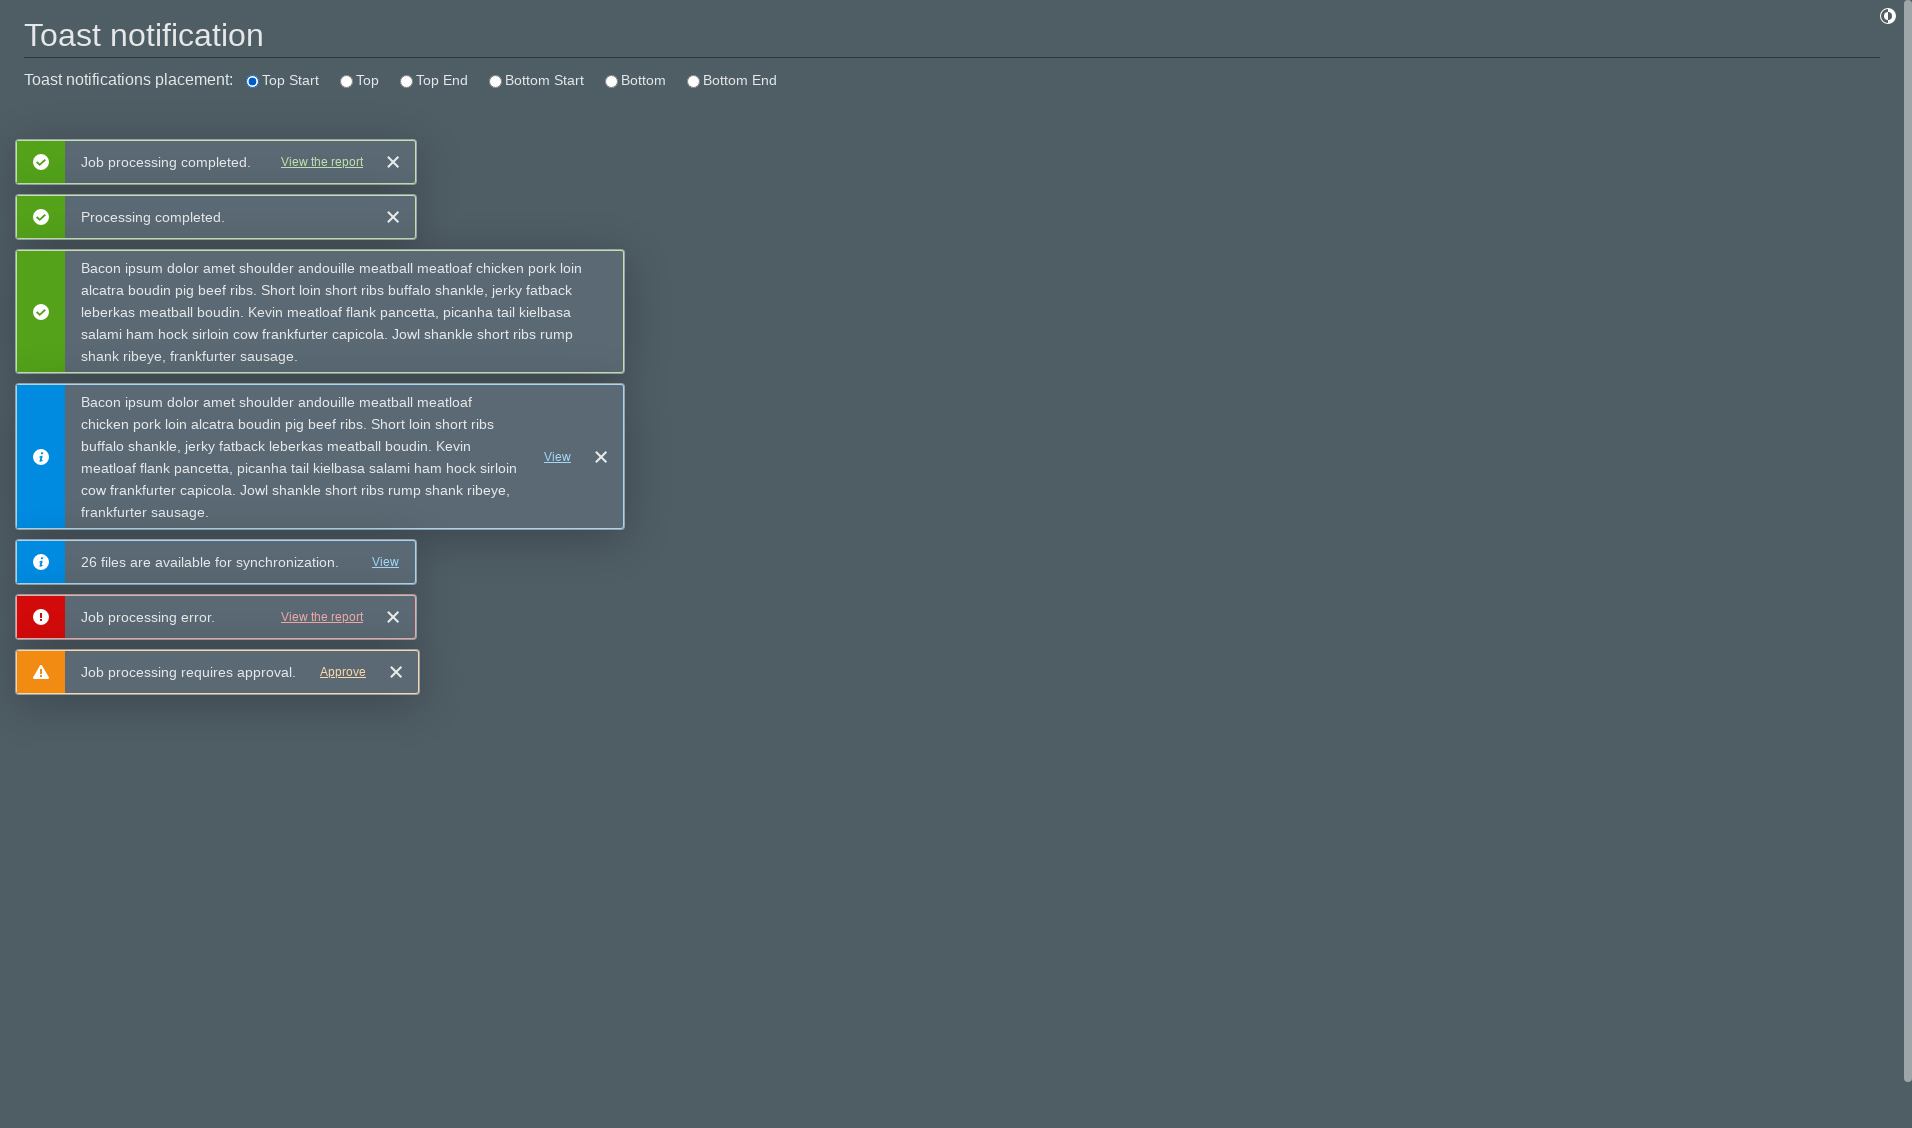 Toast notification
Toast notifications placement: Top Start Top Top End Bottom Start Bottom Bottom End
Job processing completed. View the report
Processing completed.
Bacon ipsum dolor amet shoulder andouille meatball meatloaf chicken pork loin
alcatra boudin pig beef ribs. Short loin short ribs buffalo shankle, jerky fatback
leberkas meatball boudin. Kevin meatloaf flank pancetta, picanha tail kielbasa
salami ham hock sirloin cow frankfurter capicola. Jowl shankle short ribs rump
shank ribeye, frankfurter sausage.
Bacon ipsum dolor amet shoulder andouille meatball meatloaf
chicken pork loin alcatra boudin pig beef ribs. Short loin short ribs
buffalo shankle, jerky fatback leberkas meatball boudin. Kevin
meatloaf flank pancetta, picanha tail kielbasa salami ham hock sirloin
cow frankfurter capicola. Jowl shankle short ribs rump shank ribeye,
frankfurter sausage.
View
26 files are available for synchronization. View
Job processing error. View the report
Job processing requires approval. Approve